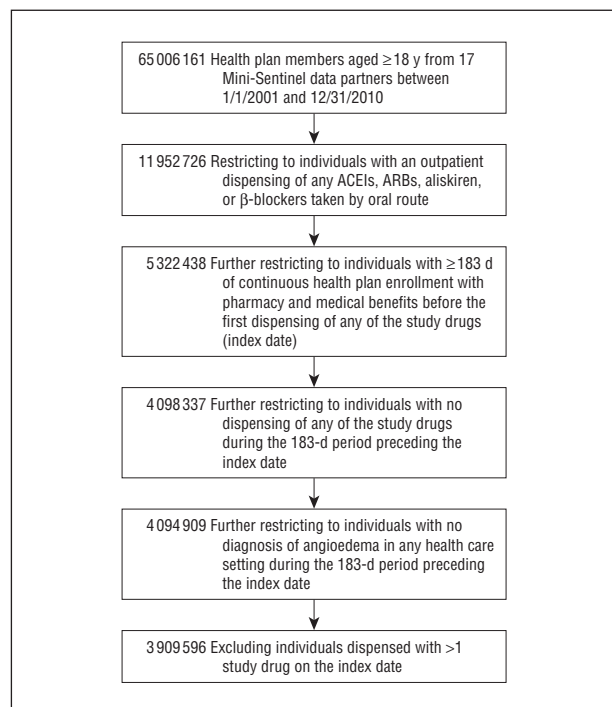 65 006 161 Health plan members aged ≥18 y from 17
Mini-Sentinel data partners between
1/1/2001 and 12/31/2010
11 952 726 Restricting to individuals with an outpatient
dispensing of any ACEIs, ARBs, aliskiren,
or β-blockers taken by oral route
5 322 438 Further restricting to individuals with ≥183 d
of continuous health plan enrollment with
pharmacy and medical benefits before the
first dispensing of any of the study drugs
(index date)
4 098 337 Further restricting to individuals with no
dispensing of any of the study drugs
during the 183-d period preceding the
index date
4 094 909 Further restricting to individuals with no
diagnosis of angioedema in any health care
setting during the 183-d period preceding
the index date
3 909 596 Excluding individuals dispensed with >1
study drug on the index date